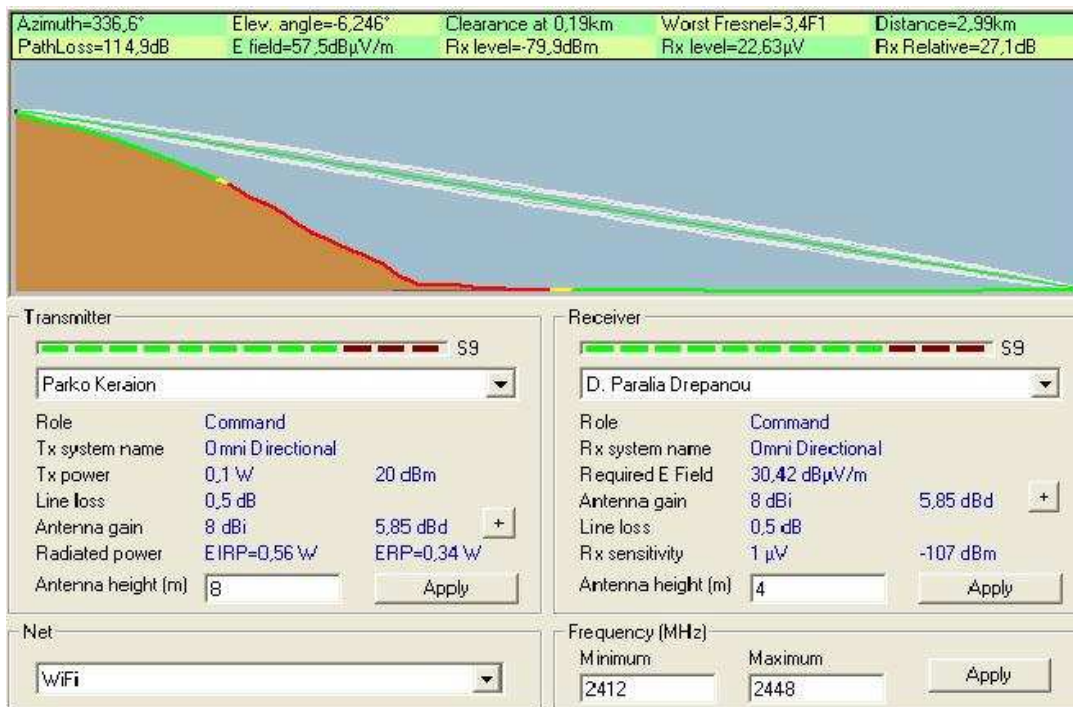 Azimuth=336,6° Elev. angle=-6,246° Clearance at 0,19km Worst Fresnel=3,4F1 Distance=2,99km
PathLoss=114,9dB E field=57,5dBµV/m Rx level=-79,9dBm Rx level=22,63µV Rx Relative=27,1dB
Transmitter
S9
Parko Keraion
Role Command
Tx system name Omni Directional
Tx power 0,1 W 20 dBm
Line loss 0,5 dB
Antenna gain 8 dBi 5,85 dBd +
Radiated power EIRP=0,56 W ERP=0,34 W
Antenna height (m) 8 Apply
Receiver
S9
D. Paralia Drepanou
Role Command
Rx system name Omni Directional
Required E Field 30,42 dBµV/m
Antenna gain 8 dBi 5,85 dBd +
Line loss 0,5 dB
Rx sensitivity 1 µV -107 dBm
Antenna height (m) 4 Apply
Net
WiFi
Frequency (MHz)
Minimum Maximum
2412 2448 Apply